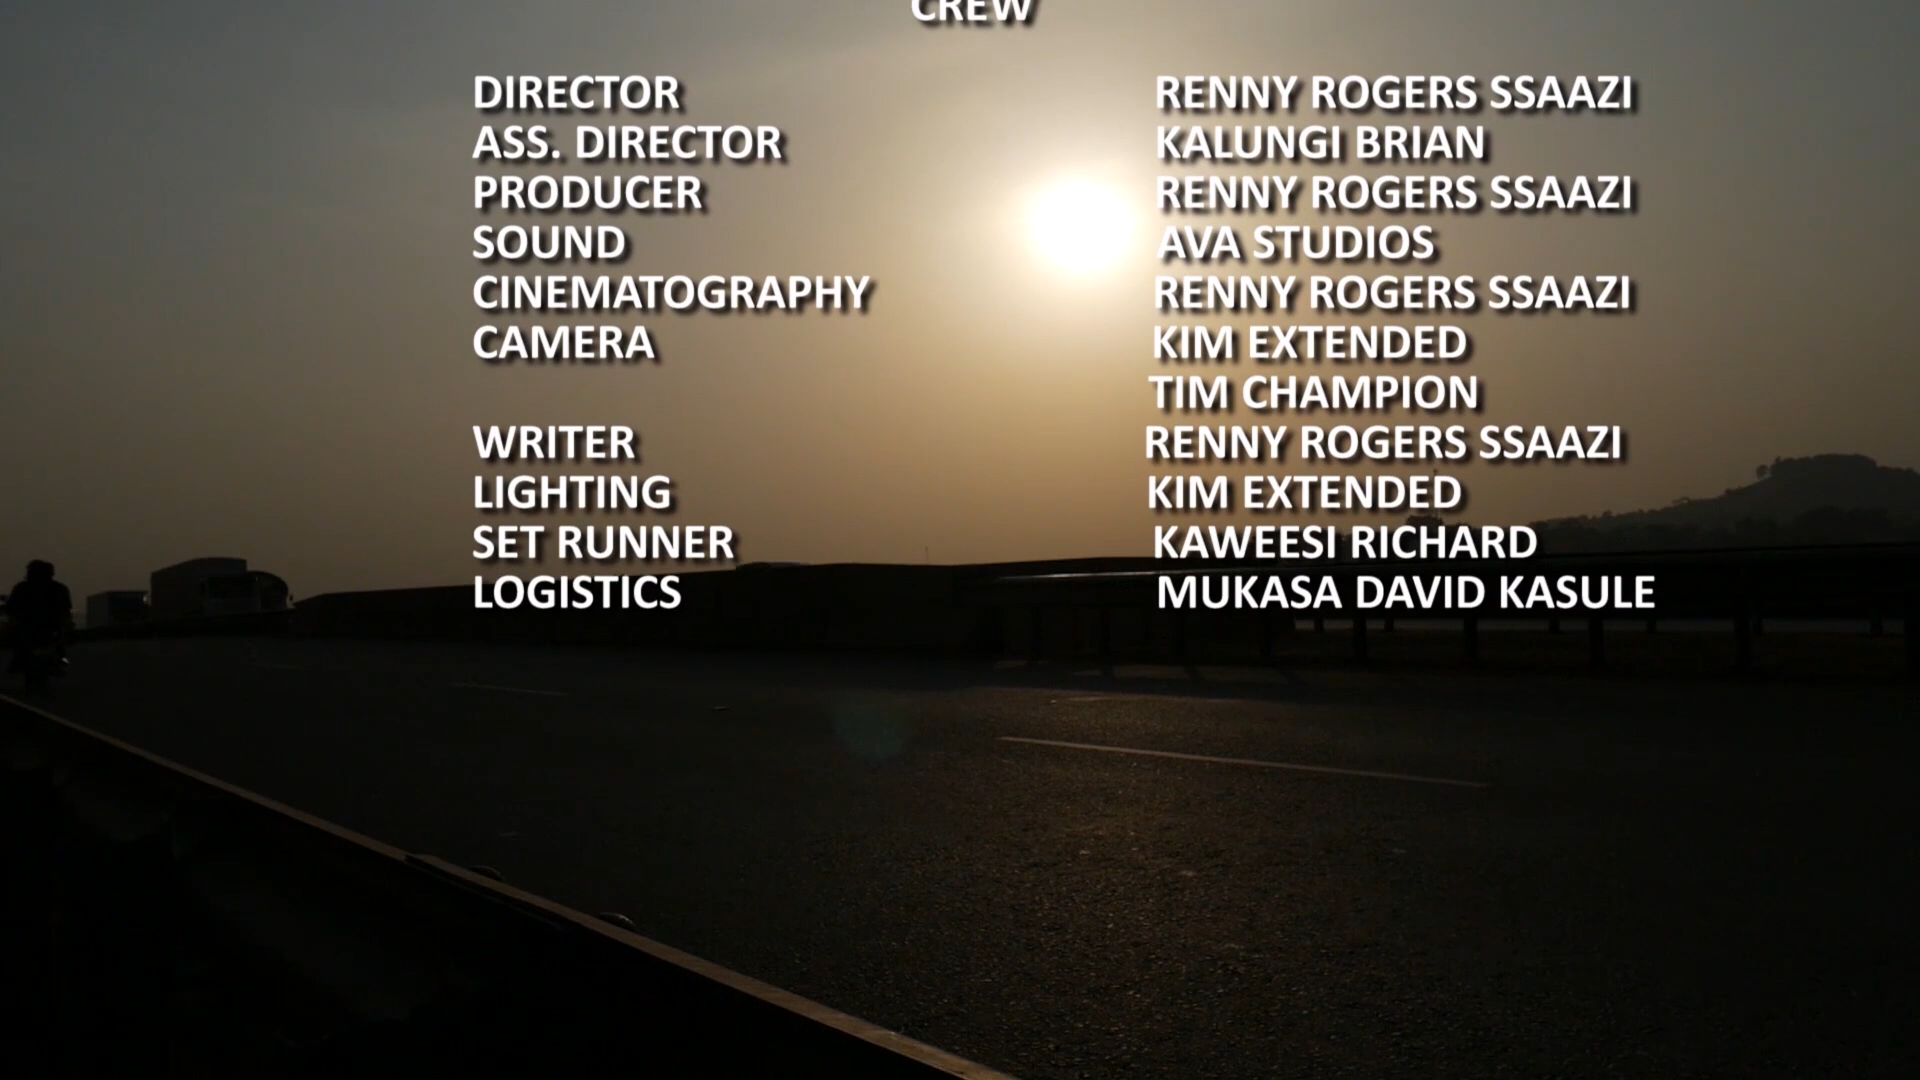 CREW
DIRECTOR RENNY ROGERS SSAAZI
ASS. DIRECTOR KALUNGI BRIAN
PRODUCER RENNY ROGERS SSAAZI
SOUND AVA STUDIOS
CINEMATOGRAPHY RENNY ROGERS SSAAZI
CAMERA KIM EXTENDED
TIM CHAMPION
WRITER RENNY ROGERS SSAAZI
LIGHTING KIM EXTENDED
SET RUNNER KAWEESI RICHARD
LOGISTICS MUKASA DAVID KASULE